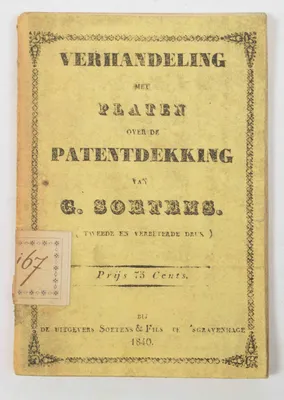 VERHANDELING
MET
PLATEN
OVER DE
PATENTDEKKING
VAN
G. SOETENS.
( TWEEDE EN VERBETERDE DRUK )
Prijs 75 Cents.
BIJ
DE UITGEVERS SOETENS & FILS TE 'SGRAVENHAGE
1840.
167